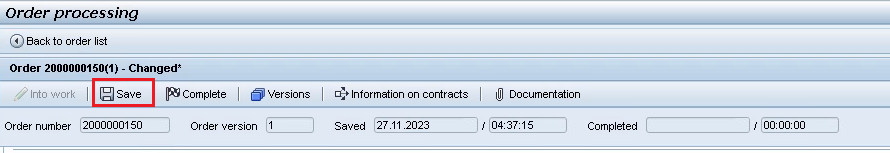 Order processing
Back to order list
Order 2000000150(1) - Changed*
Into work Save Complete Versions Information on contracts Documentation
Order number 2000000150 Order version 1 Saved 27.11.2023 / 04:37:15 Completed / 00:00:00